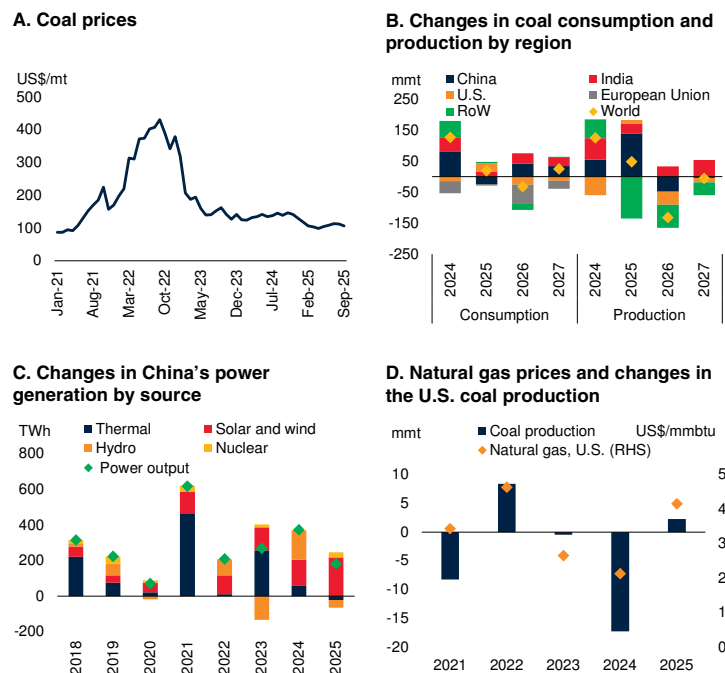 A. Coal prices
US$/mt
500
400
300
200
100
0
Jan-21
Aug-21
Mar-22
Oct-22
May-23
Dec-23
Jul-24
Feb-25
Sep-25
B. Changes in coal consumption and
production by region
mmt
China
India
U.S.
European Union
RoW
World
250
150
50
-50
-150
-250
2024
2025
2026
2027
2024
2025
2026
2027
Consumption
Production
C. Changes in China's power
generation by source
TWh
Thermal
Solar and wind
Hydro
Nuclear
Power output
800
600
400
200
0
-200
2018
2019
2020
2021
2022
2023
2024
2025
D. Natural gas prices and changes in
the U.S. coal production
mmt
US$/mmbtu
Coal production
Natural gas, U.S. (RHS)
10
5
0
-5
-10
-15
-20
5
4
3
2
1
0
2021
2022
2023
2024
2025